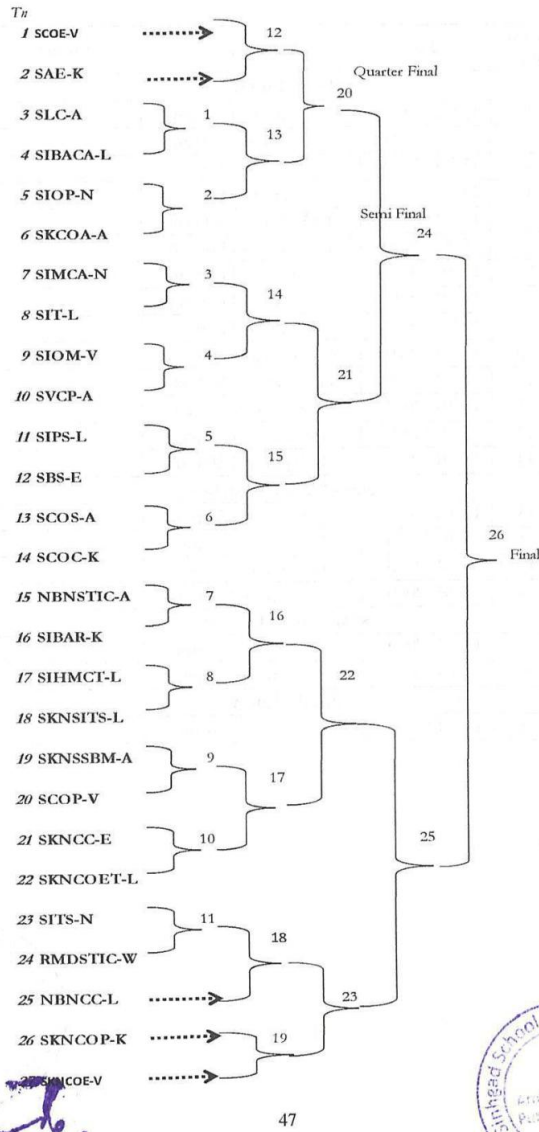 Tn
1 SCOE-V
12
2 SAE-K
Quarter Final
20
3 SLC-A
1
13
4 SIBACA-L
5 SIOP-N
2
6 SKCOA-A
Semi Final
24
7 SIMCA-N
3
14
8 SIT-L
9 SIOM-V
4
21
10 SVCP-A
11 SIPS-L
5
15
12 SBS-E
13 SCOS-A
6
26
14 SCOC-K
Final
15 NBNSTIC-A
7
16
16 SIBAR-K
17 SIHMCT-L
8
22
18 SKNSITS-L
19 SKNSSBM-A
9
17
20 SCOP-V
21 SKNCC-E
10
25
22 SKNCOET-L
23 SITS-N
11
18
24 RMDSTIC-W
25 NBNCC-L
23
26 SKNCOP-K
19
27 SKNCOE-V
47
School